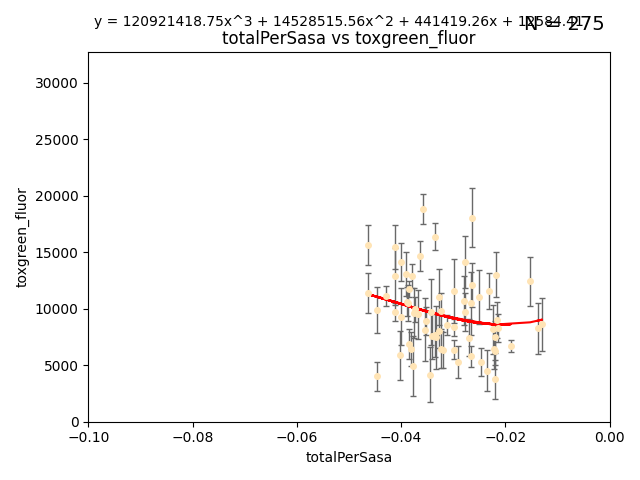 y = 120921418.75x^3 + 14528515.56x^2 + 441419.26x +
N = 275
totalPerSasa vs toxgreen_fluor
30000
25000
20000
15000
10000
5000
0
toxgreen_fluor
−0.10
−0.08
−0.06
−0.04
−0.02
0.00
totalPerSasa